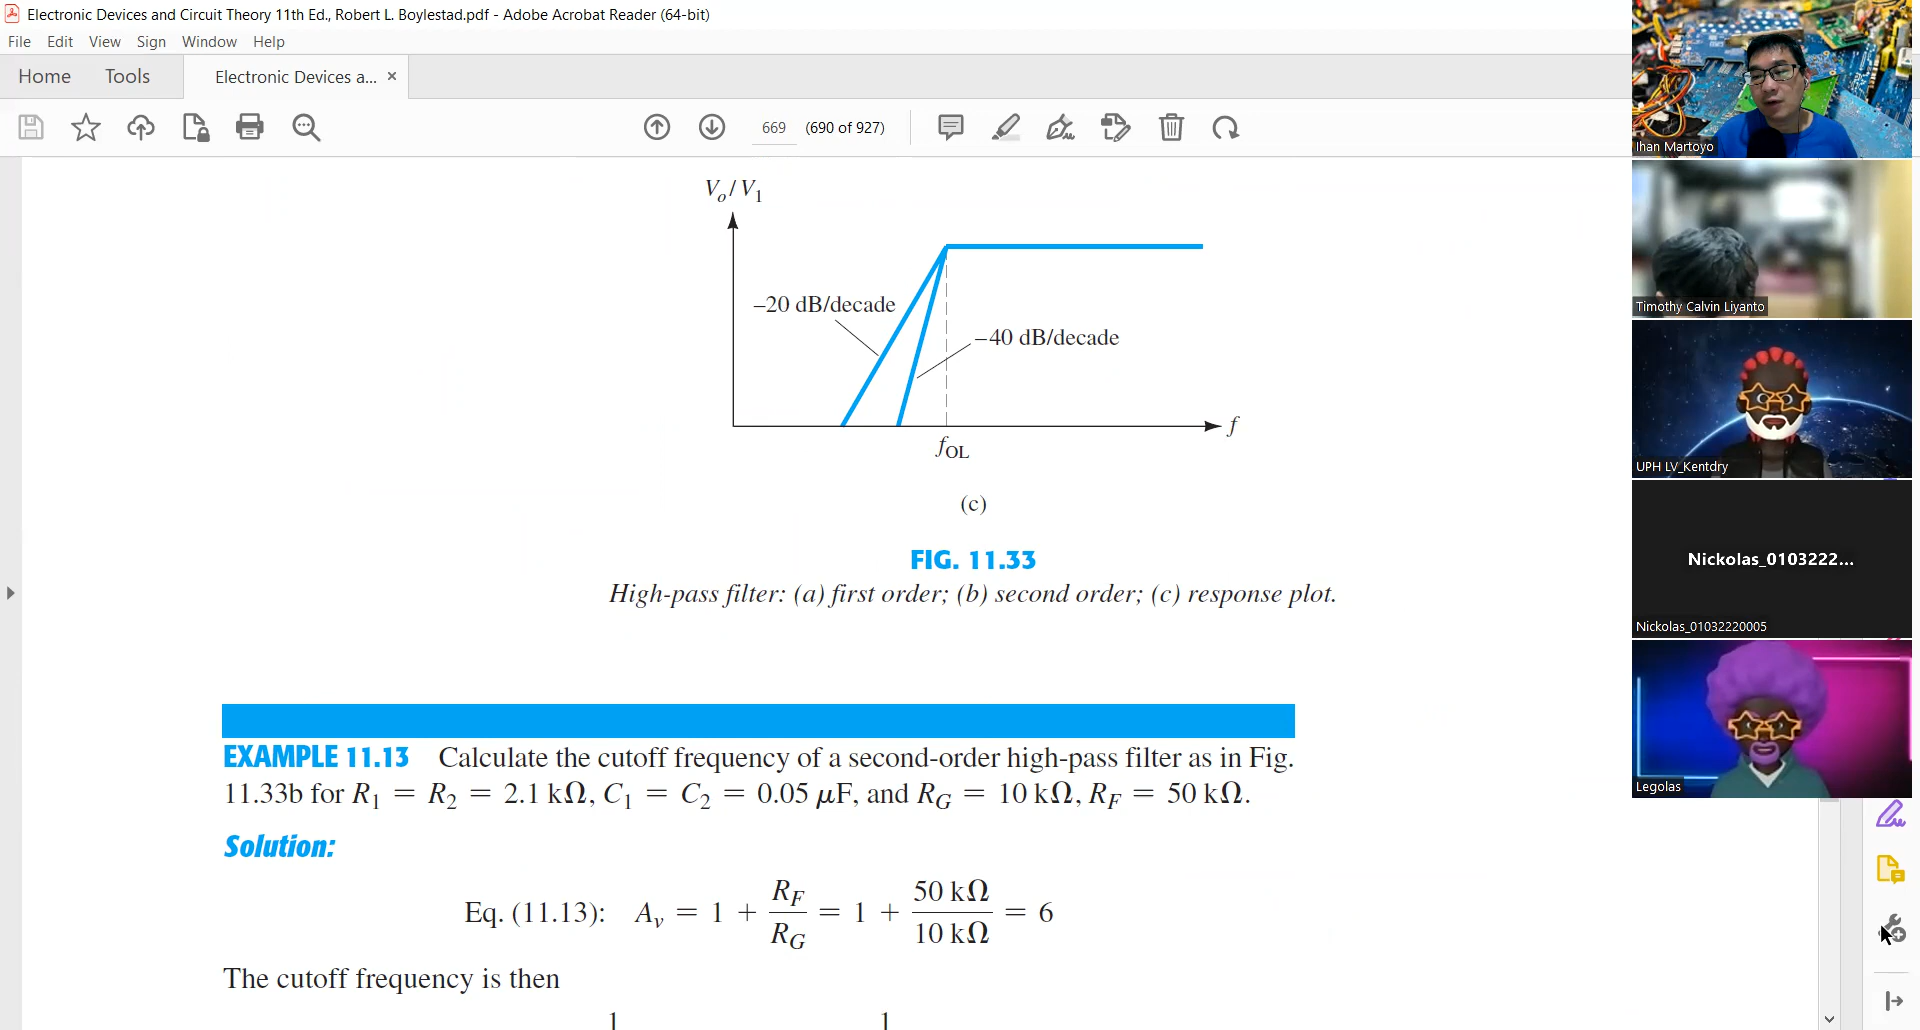 Electronic Devices and Circuit Theory 11th Ed., Robert L. Boylestad.pdf - Adobe Acrobat Reader (64-bit)
File Edit View Sign Window Help
Home Tools Electronic Devices a... ×
669 (690 of 927)
Vo/V1
–20 dB/decade
–40 dB/decade
f
fOL
(c)
FIG. 11.33
High-pass filter: (a) first order; (b) second order; (c) response plot.
EXAMPLE 11.13 Calculate the cutoff frequency of a second-order high-pass filter as in Fig.
11.33b for R1 = R2 = 2.1 kΩ, C1 = C2 = 0.05 μF, and RG = 10 kΩ, RF = 50 kΩ.
Solution:
Eq. (11.13): Av = 1 + RF/RG = 1 + 50 kΩ/10 kΩ = 6
The cutoff frequency is then
1 1
Ihan Martoyo
Timothy Calvin Liyanto
UPH LV_Kentdry
Nickolas_0103222...
Nickolas_01032220005
Legolas